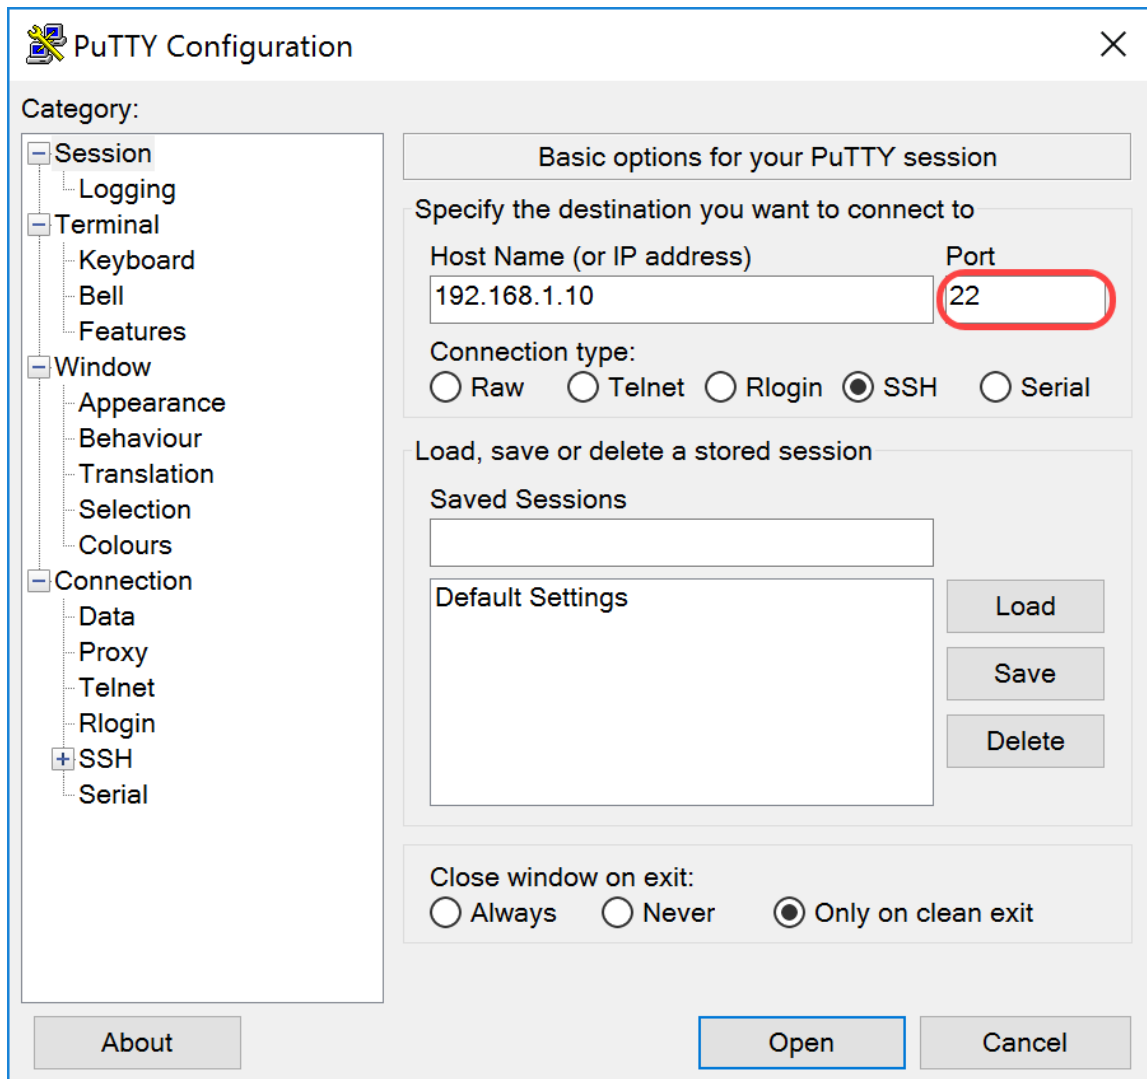 PuTTY Configuration
Category:
Session
Logging
Terminal
Keyboard
Bell
Features
Window
Appearance
Behaviour
Translation
Selection
Colours
Connection
Data
Proxy
Telnet
Rlogin
SSH
Serial
Basic options for your PuTTY session
Specify the destination you want to connect to
Host Name (or IP address) Port
192.168.1.10 22
Connection type:
Raw Telnet Rlogin SSH Serial
Load, save or delete a stored session
Saved Sessions
Default Settings
Load
Save
Delete
Close window on exit:
Always Never Only on clean exit
About Open Cancel